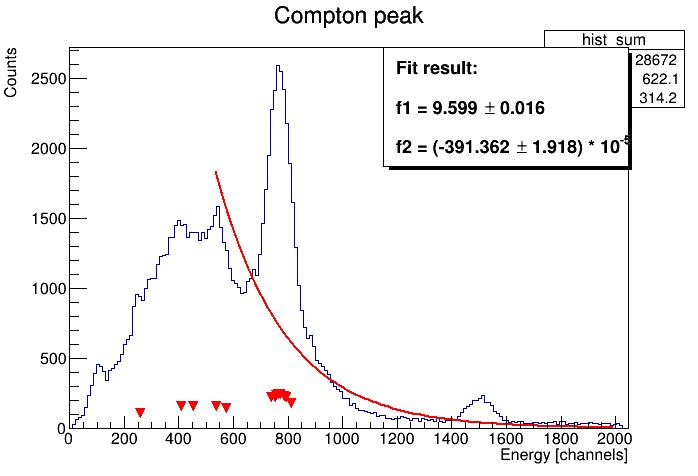 Compton peak
hist_sum
28672
622.1
314.2
Fit result:
f1 = 9.599 ± 0.016
f2 = (-391.362 ± 1.918) * 10^-5
Counts
2500
2000
1500
1000
500
0
0 200 400 600 800 1000 1200 1400 1600 1800 2000
Energy [channels]